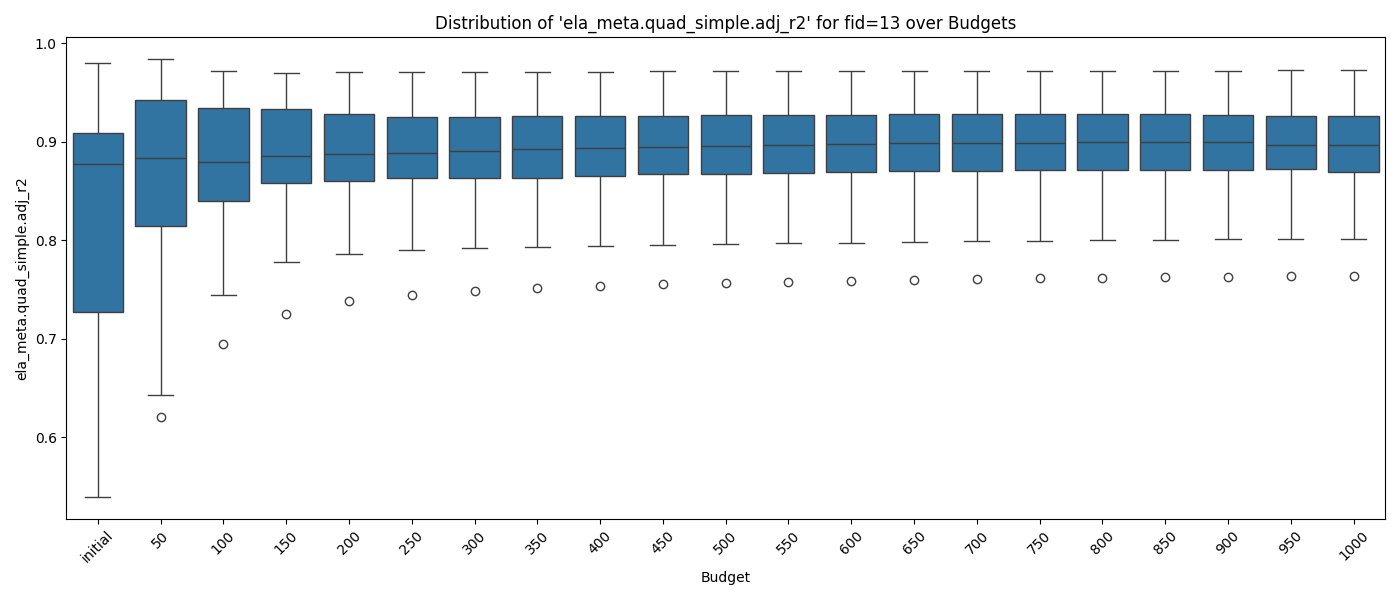 Distribution of 'ela_meta.quad_simple.adj_r2' for fid=13 over Budgets
ela_meta.quad_simple.adj_r2
1.0
0.9
0.8
0.7
0.6
initial 50 100 150 200 250 300 350 400 450 500 550 600 650 700 750 800 850 900 950 1000
Budget